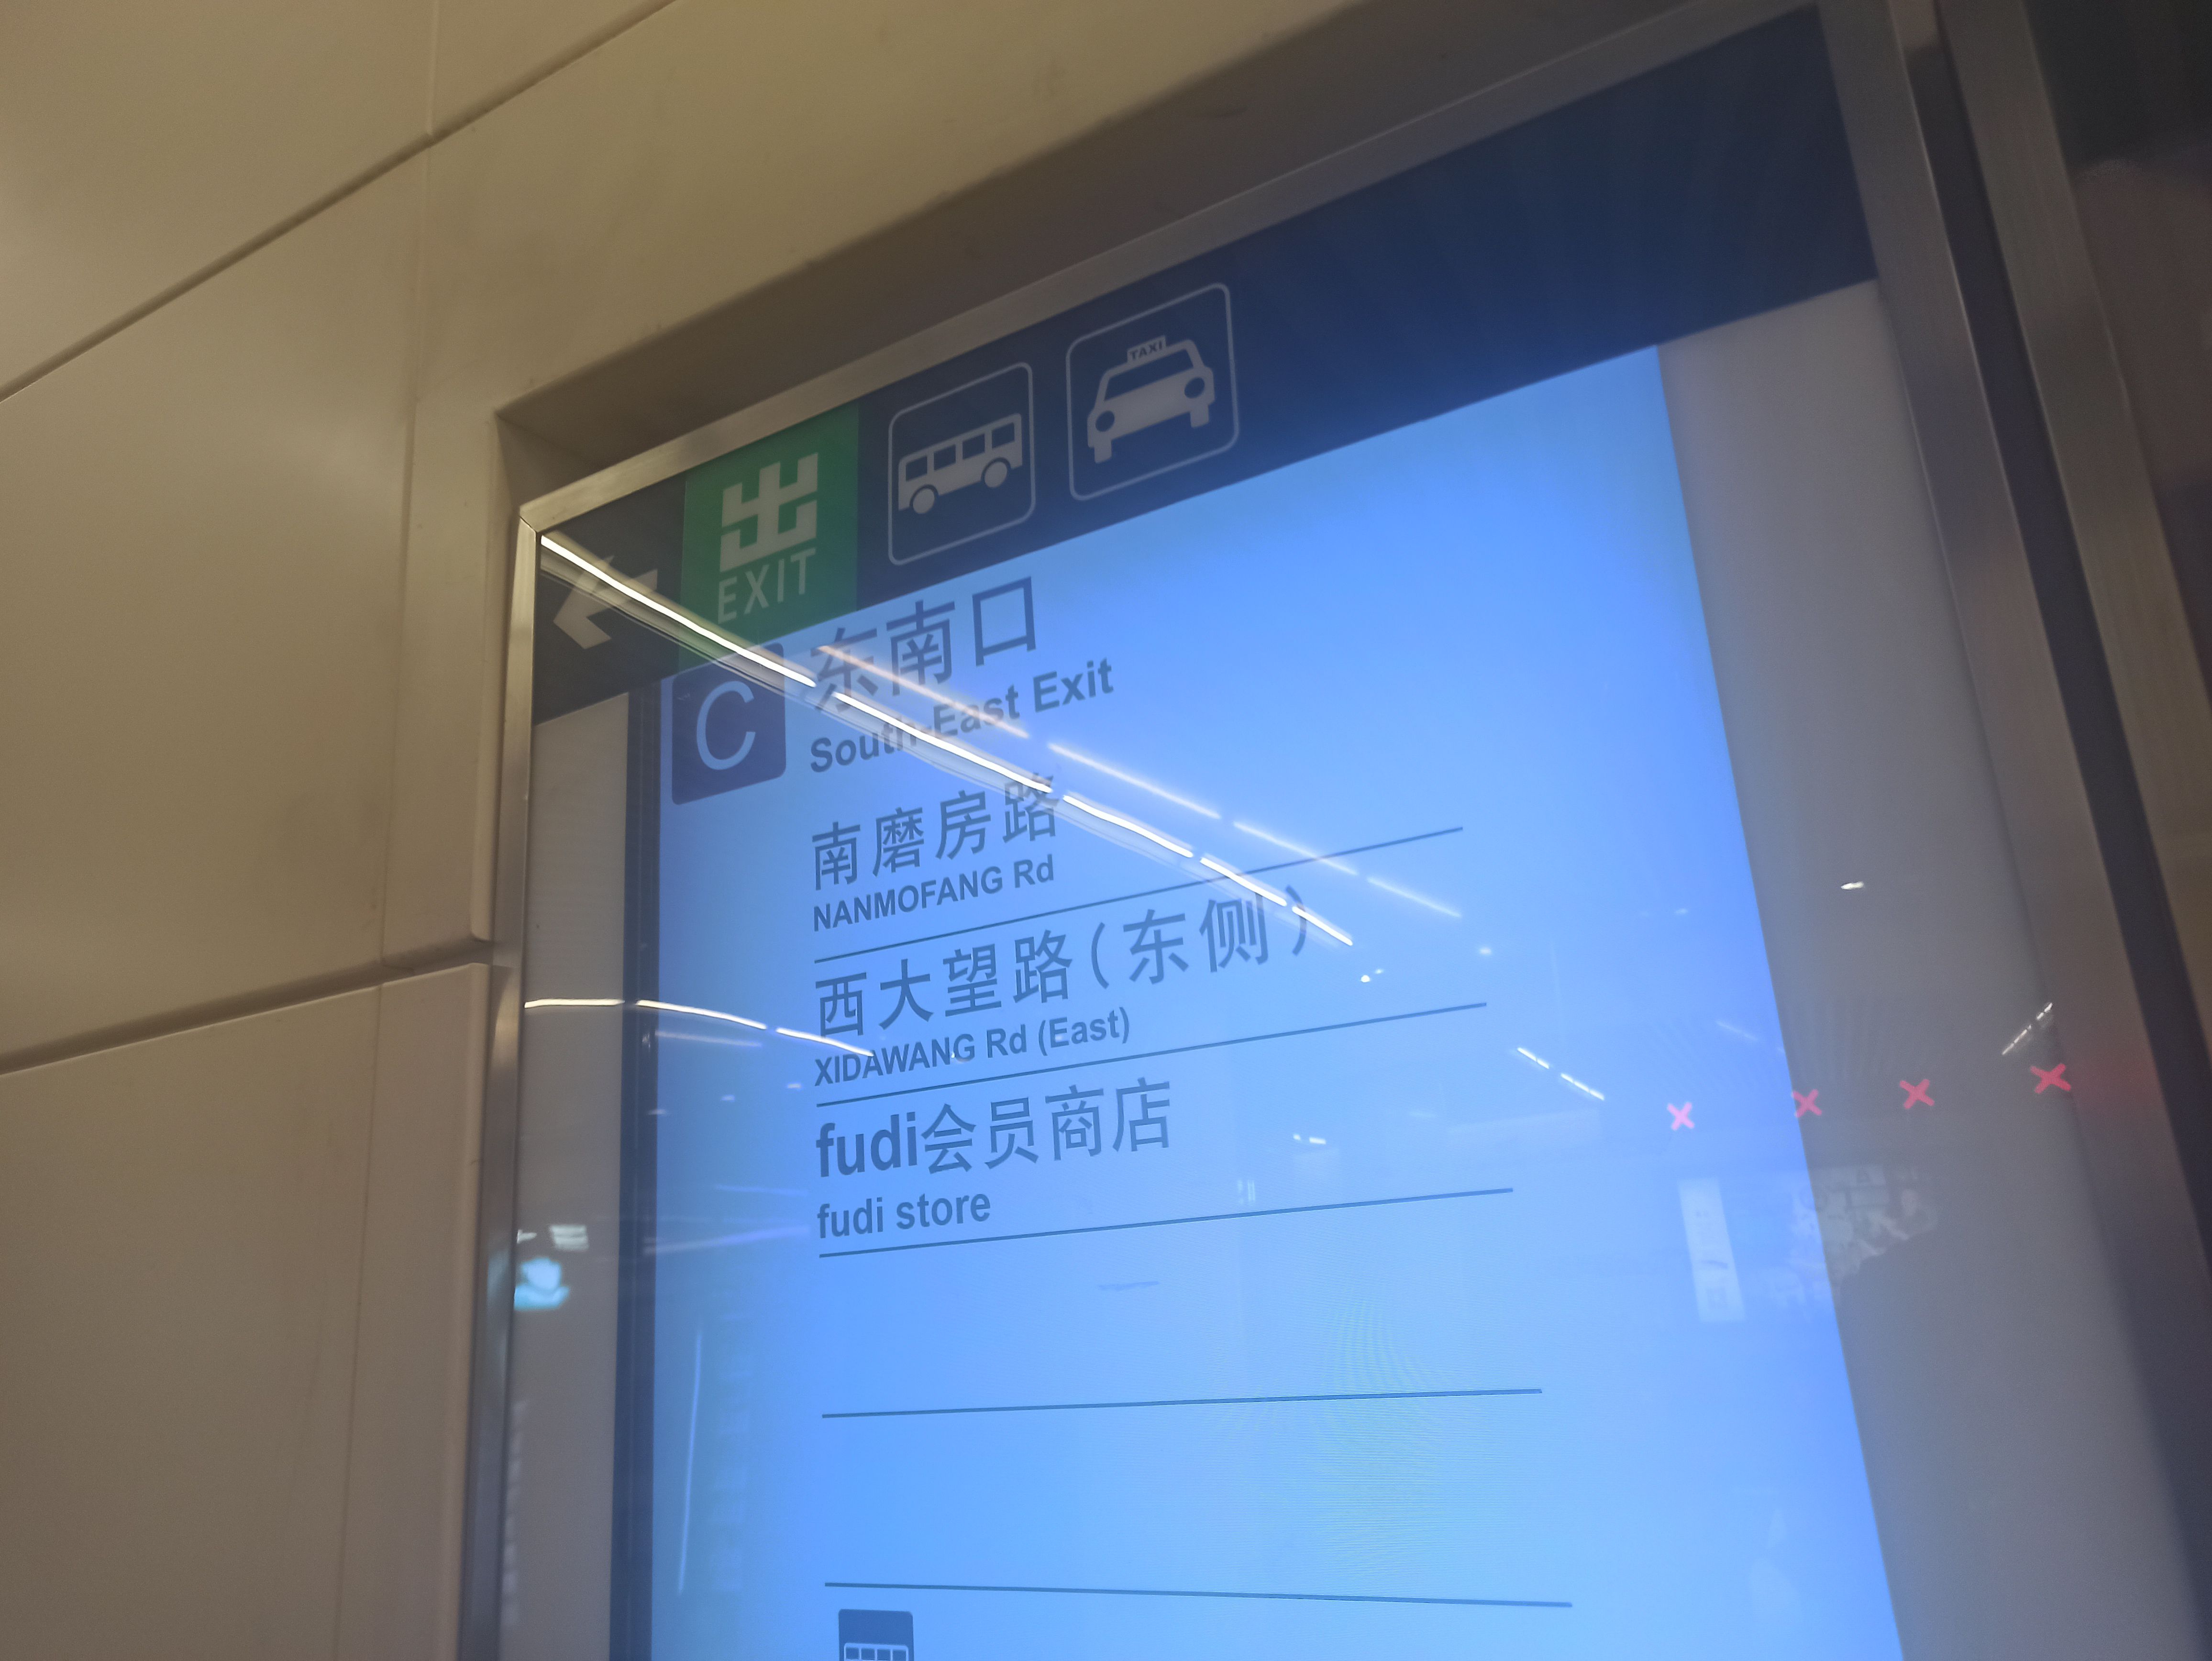 出
EXIT
TAXI
C
东南口
South-East Exit
南磨房路
NANMOFANG Rd
西大望路(东侧)
XIDAWANG Rd (East)
fudi会员商店
fudi store